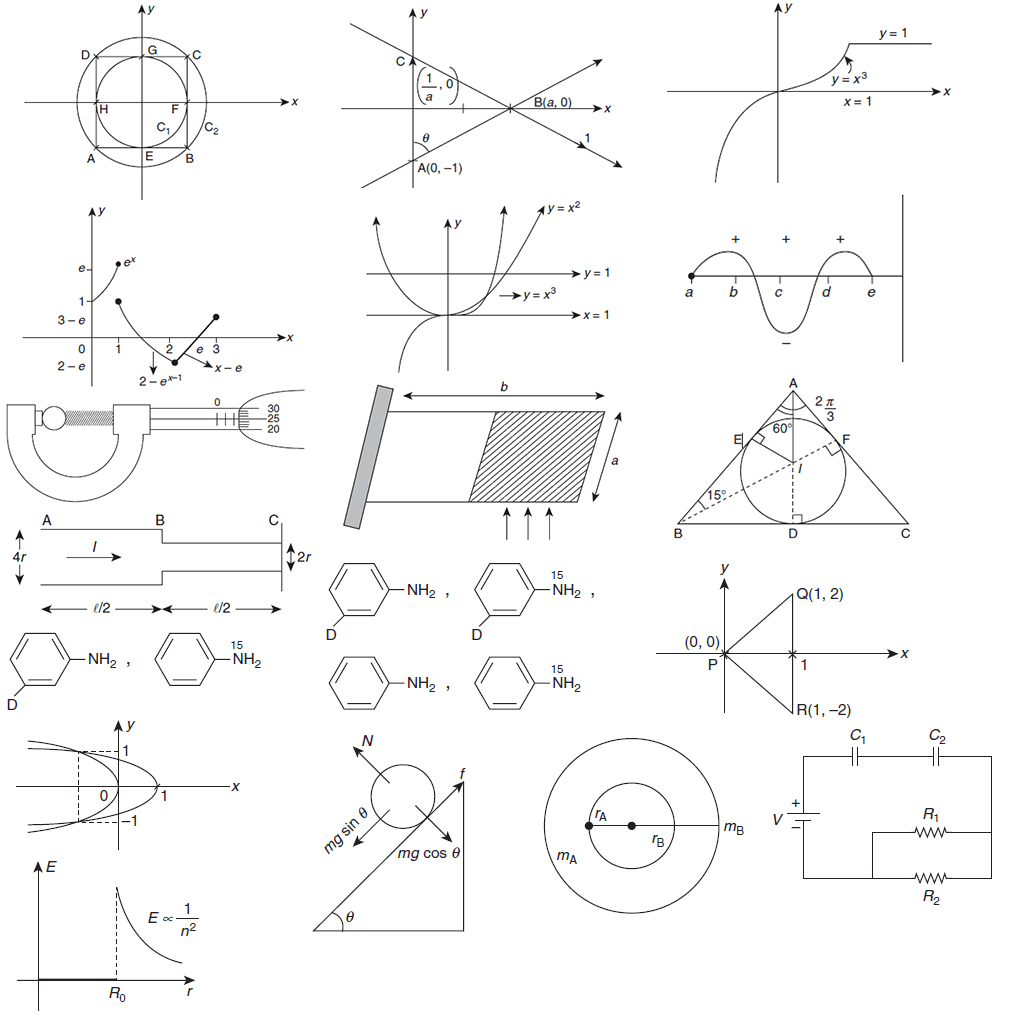 y
D
G
C
H
F
x
C1
C2
A
E
B
y
C
(1/a, 0)
B(a, 0)
x
θ
1
A(0, –1)
y
y = 1
y = x³
x
x = 1
y
e
e^x
1
3 – e
0
1
2
e
3
x
2 – e
x – e
2 – e^x–1
y = x²
y
y = 1
y = x³
x = 1
+
+
+
a
b
c
d
e
–
0
30
25
20
b
a
A
2 π/3
60°
E
F
I
15°
B
D
C
A
B
C
4r
I
2r
ℓ/2
ℓ/2
NH2 ,
D
15
NH2 ,
D
NH2 ,
D
15
NH2
NH2 ,
15
NH2
y
Q(1, 2)
(0, 0)
P
1
x
R(1, –2)
y
1
0
1
x
–1
N
f
mg sin θ
mg cos θ
θ
rA
rB
mB
mA
C1
C2
+
V
–
R1
R2
E
E ∝ 1/n²
R0
r